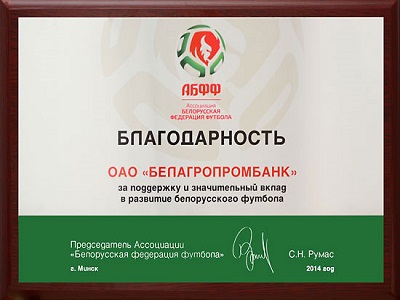 АБФФ
Ассоциация
БЕЛОРУССКАЯ
ФЕДЕРАЦИЯ ФУТБОЛА
БЛАГОДАРНОСТЬ
ОАО «БЕЛАГРОПРОМБАНК»
за поддержку и значительный вклад
в развитие белорусского футбола
Председатель Ассоциации
«Белорусская федерация футбола»
С.Н. Румас
г. Минск
2014 год